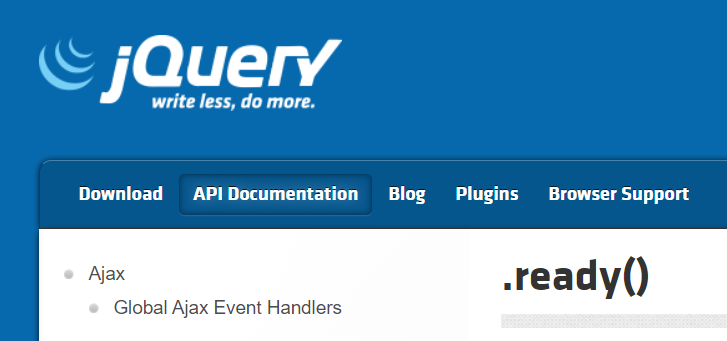 jQuery
write less, do more.
Download API Documentation Blog Plugins Browser Support
Ajax
Global Ajax Event Handlers
.ready()